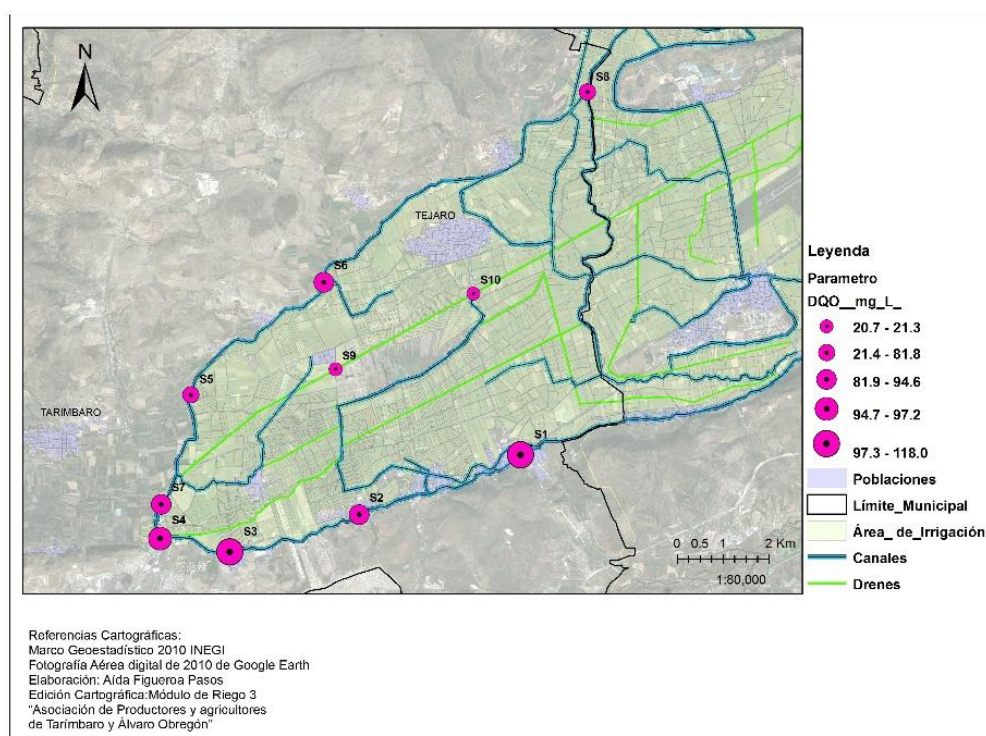 N
S8
TEJARO
S6
S10
S9
S5
TARIMBARO
S1
S7
S2
S4
S3
0 0.5 1 2 Km
1:80,000
Leyenda
Parametro
DQO__mg_L_
20.7 - 21.3
21.4 - 81.8
81.9 - 94.6
94.7 - 97.2
97.3 - 118.0
Poblaciones
Límite_Municipal
Área_ de_Irrigación
Canales
Drenes
Referencias Cartográficas:
Marco Geoestadístico 2010 INEGI
Fotografía Aérea digital de 2010 de Google Earth
Elaboración: Aída Figueroa Pasos
Edición Cartográfica:Módulo de Riego 3
"Asociación de Productores y agricultores
de Tarímbaro y Álvaro Obregón"